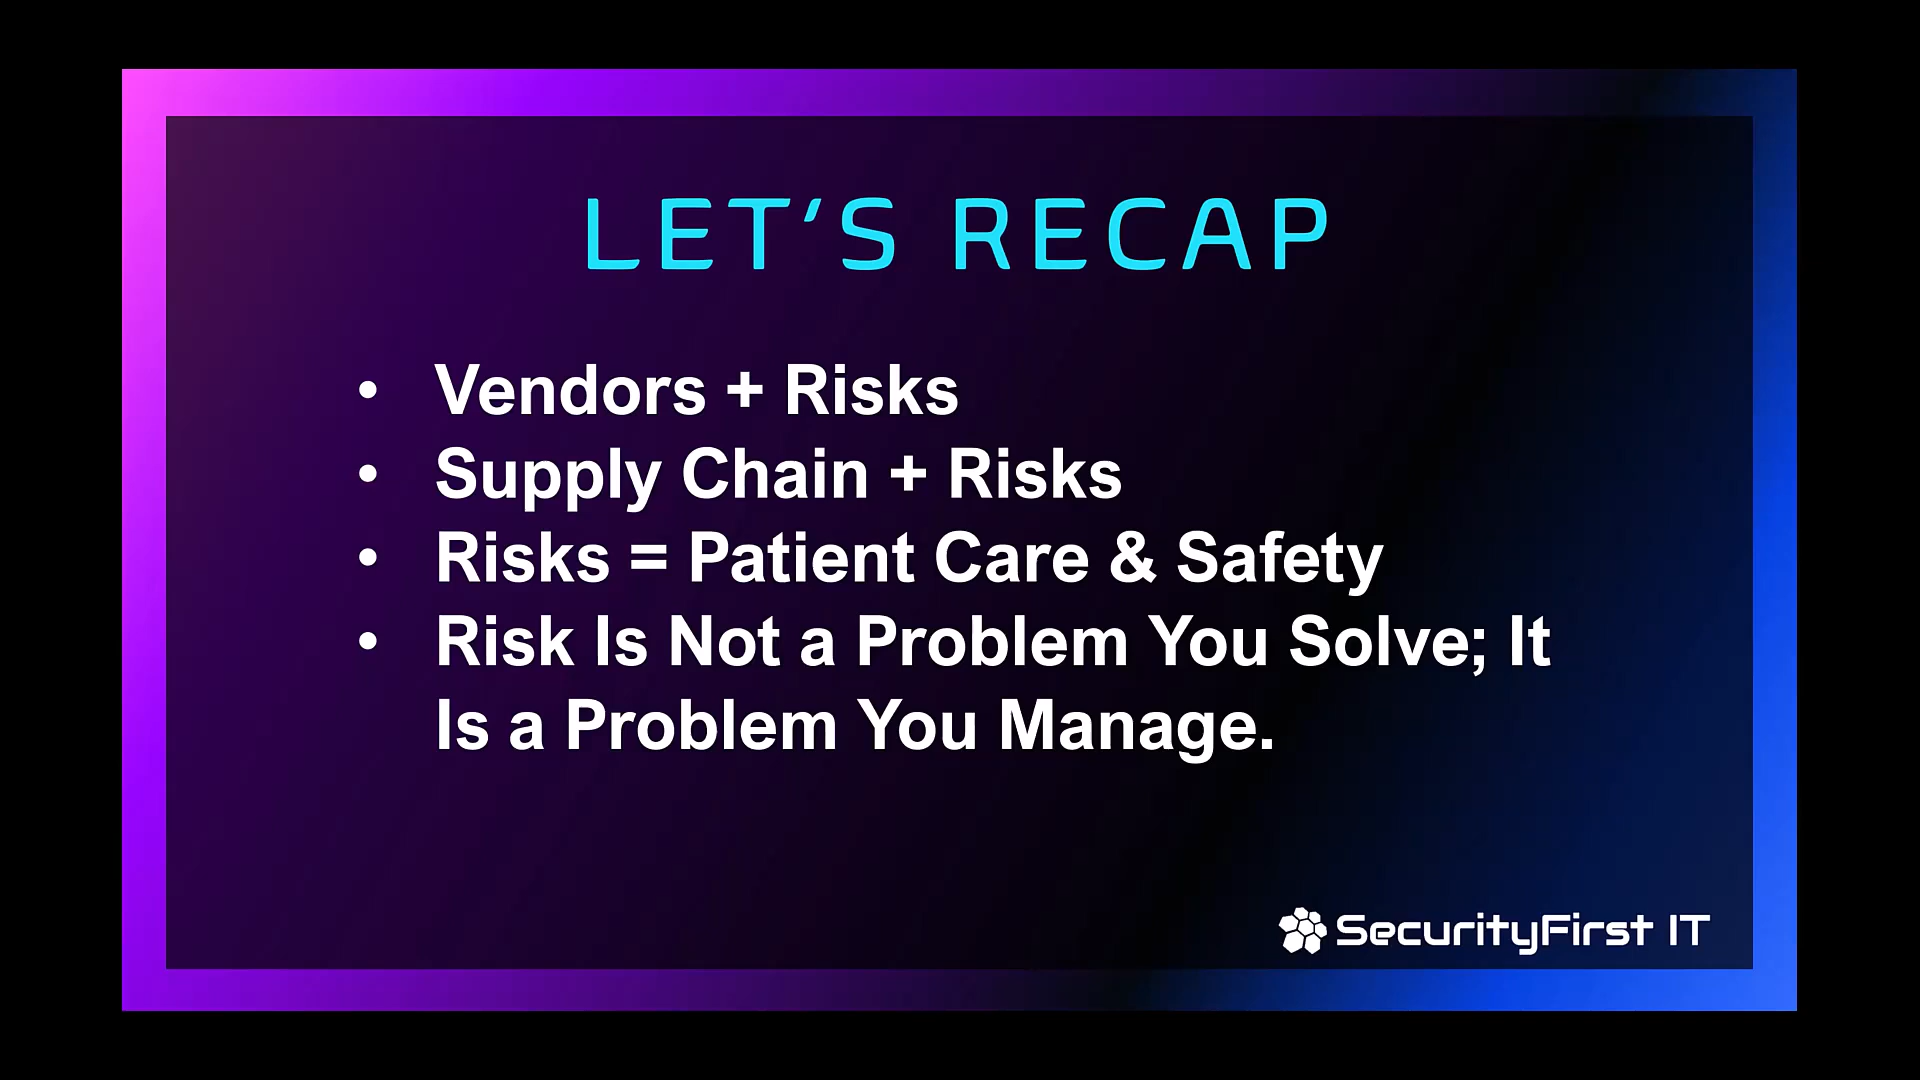 LET'S RECAP
• Vendors + Risks
• Supply Chain + Risks
• Risks = Patient Care & Safety
• Risk Is Not a Problem You Solve; It
Is a Problem You Manage.
SecurityFirst IT